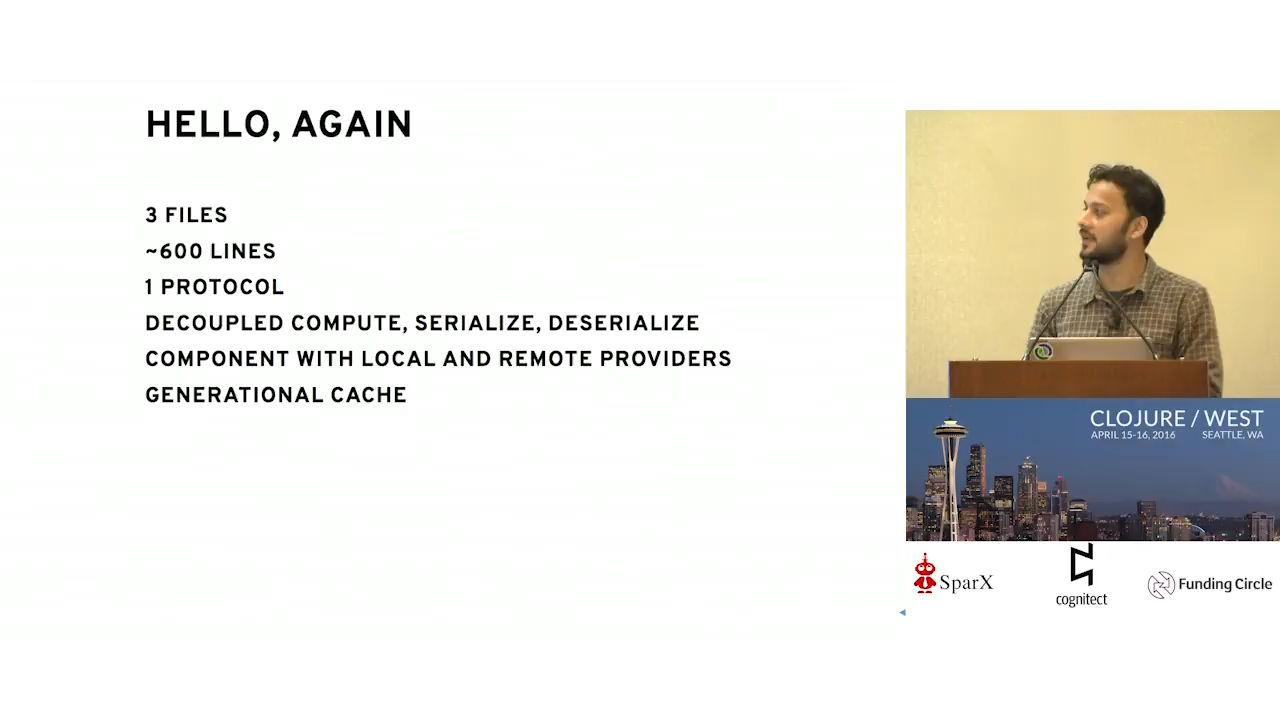 HELLO, AGAIN
3 FILES
~600 LINES
1 PROTOCOL
DECOUPLED COMPUTE, SERIALIZE, DESERIALIZE
COMPONENT WITH LOCAL AND REMOTE PROVIDERS
GENERATIONAL CACHE
CLOJURE / WEST
APRIL 15-16, 2016 SEATTLE, WA
SparX
cognitect
Funding Circle